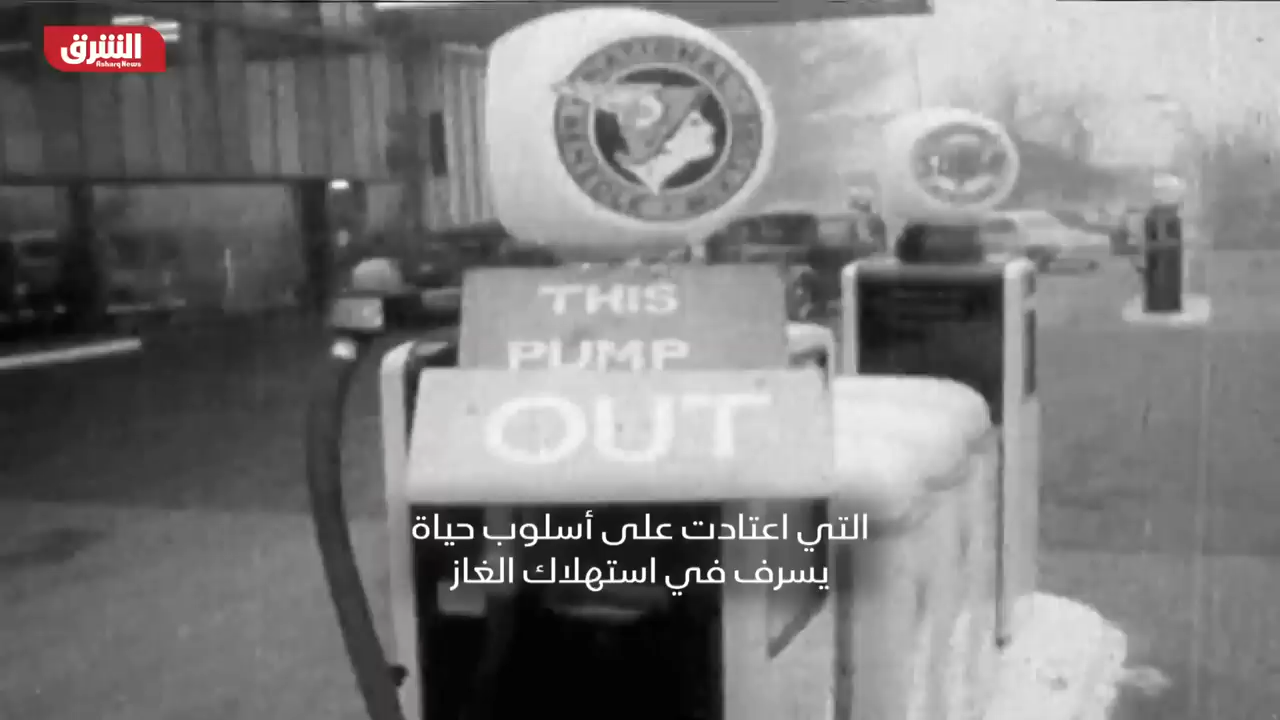 الشرق
Asharq News
THIS
PUMP
OUT
التي اعتادت على أسلوب حياة
يسرف في استهلاك الغاز